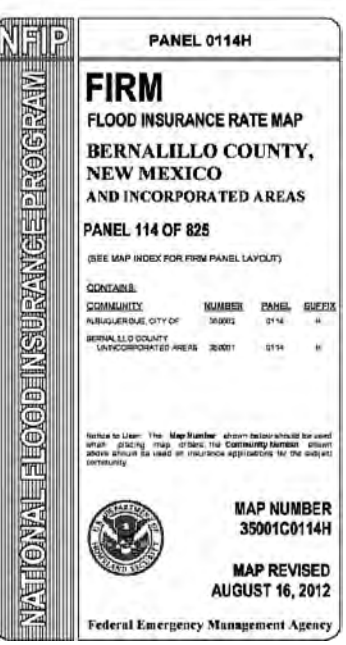 NFIP
PANEL 0114H
NATIONAL FLOOD INSURANCE PROGRAM
FIRM
FLOOD INSURANCE RATE MAP
BERNALILLO COUNTY,
NEW MEXICO
AND INCORPORATED AREAS
PANEL 114 OF 825
(SEE MAP INDEX FOR FIRM PANEL LAYOUT)
CONTAINS:
COMMUNITY NUMBER PANEL SUFFIX
ALBUQUERQUE, CITY OF 350002 0114 H
BERNALILLO COUNTY
UNINCORPORATED AREAS 350001 0114 H
Notice to User: The Map Number shown below should be used
when placing map orders; the Community Number shown
above should be used on insurance applications for the subject
community.
U.S. DEPARTMENT OF HOMELAND SECURITY
MAP NUMBER
35001C0114H
MAP REVISED
AUGUST 16, 2012
Federal Emergency Management Agency